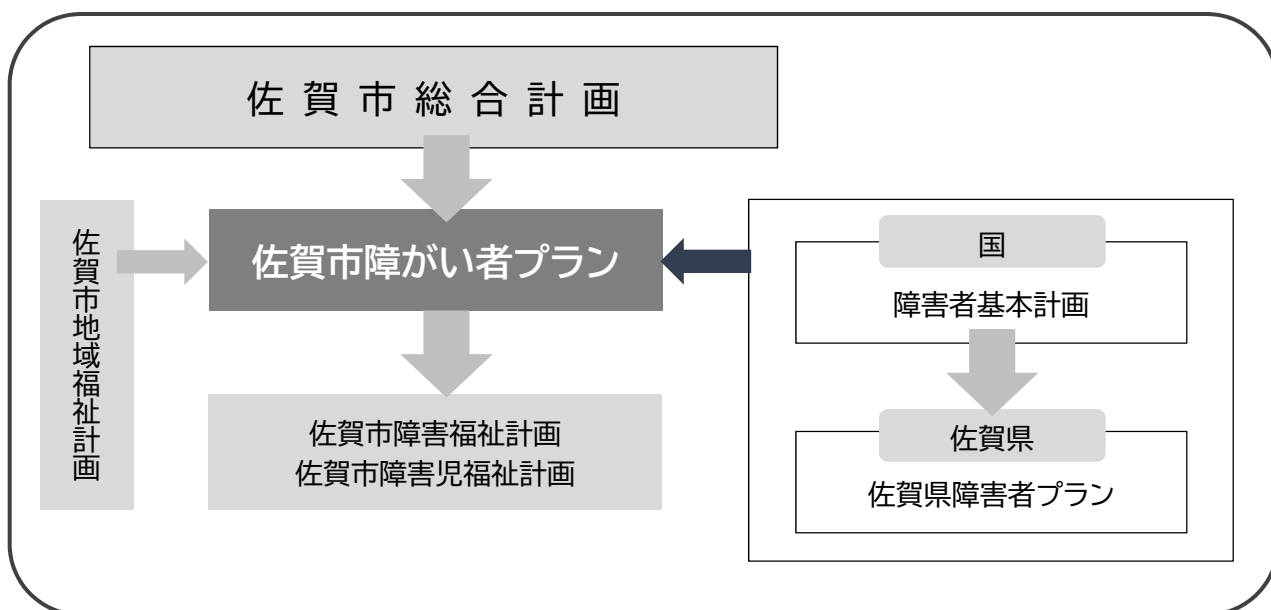 佐賀市総合計画
佐賀市地域福祉計画
佐賀市障がい者プラン
佐賀市障害福祉計画
佐賀市障害児福祉計画
国
障害者基本計画
佐賀県
佐賀県障害者プラン